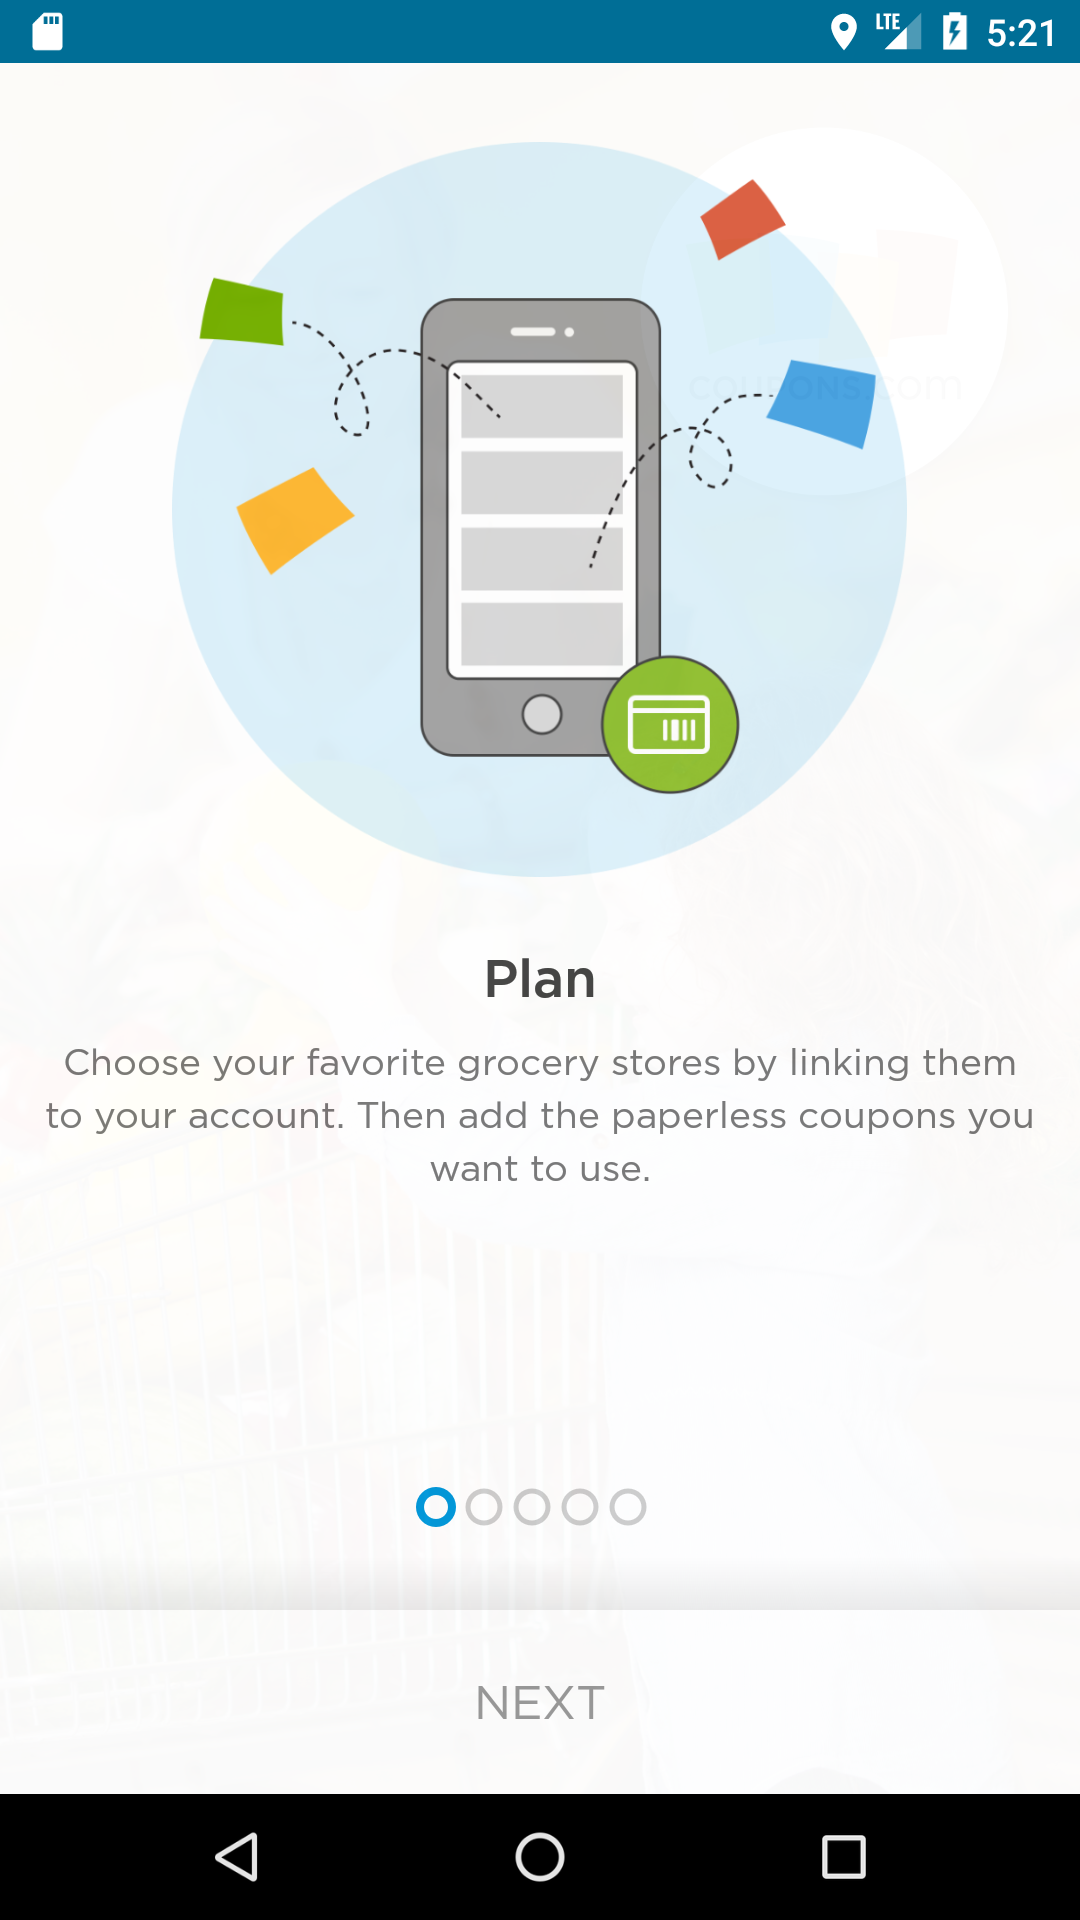 LTE 5:21
coupons.com
Plan
Choose your favorite grocery stores by linking them
to your account. Then add the paperless coupons you
want to use.
NEXT